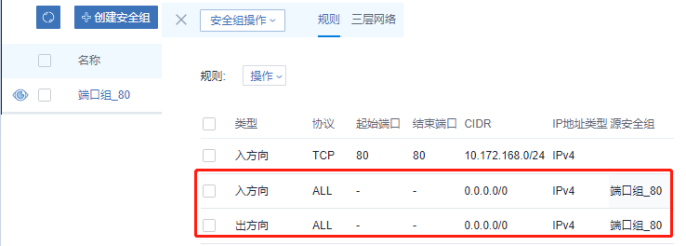 创建安全组
安全组操作 规则 三层网络
名称
规则: 操作
端口组_80
类型 协议 起始端口 结束端口 CIDR IP地址类型 源安全组
入方向 TCP 80 80 10.172.168.0/24 IPv4
入方向 ALL - - 0.0.0.0/0 IPv4 端口组_80
出方向 ALL - - 0.0.0.0/0 IPv4 端口组_80